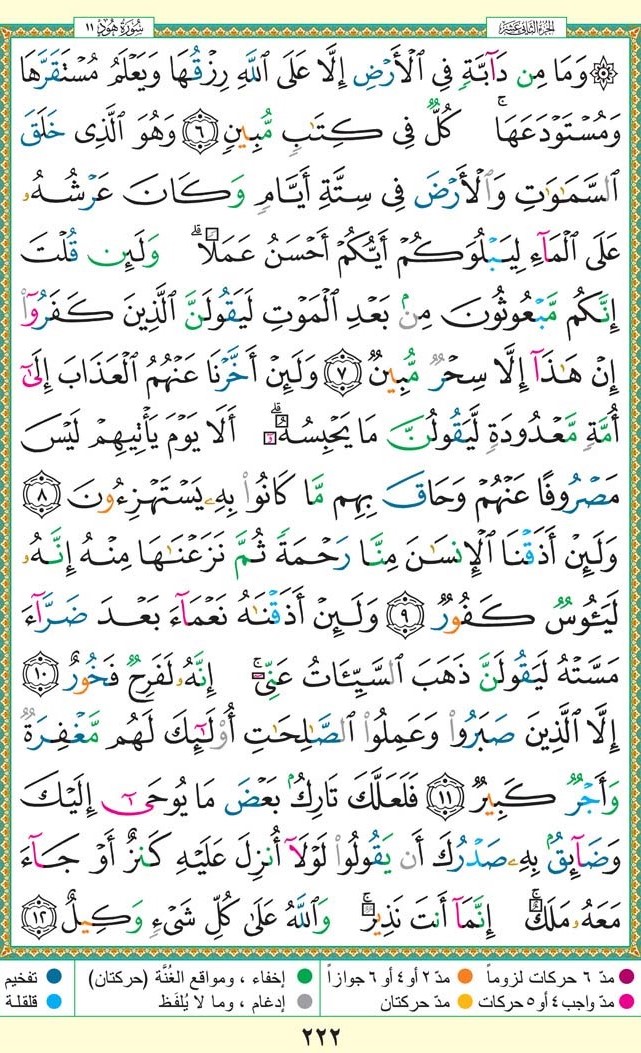 سُورَةُ هُودٍ ١١
الجزء الثاني عشر
۞ وَمَا مِن دَآبَّةٍ فِى ٱلْأَرْضِ إِلَّا عَلَى ٱللَّهِ رِزْقُهَا وَيَعْلَمُ مُسْتَقَرَّهَا
وَمُسْتَوْدَعَهَا ۚ كُلٌّ فِى كِتَـٰبٍ مُّبِينٍ ٦ وَهُوَ ٱلَّذِى خَلَقَ
ٱلسَّمَـٰوَٰتِ وَٱلْأَرْضَ فِى سِتَّةِ أَيَّامٍ وَكَانَ عَرْشُهُۥ
عَلَى ٱلْمَآءِ لِيَبْلُوَكُمْ أَيُّكُمْ أَحْسَنُ عَمَلًا ۗ وَلَئِن قُلْتَ
إِنَّكُم مَّبْعُوثُونَ مِنۢ بَعْدِ ٱلْمَوْتِ لَيَقُولَنَّ ٱلَّذِينَ كَفَرُوٓا۟
إِنْ هَـٰذَآ إِلَّا سِحْرٌ مُّبِينٌ ٧ وَلَئِنْ أَخَّرْنَا عَنْهُمُ ٱلْعَذَابَ إِلَىٰٓ
أُمَّةٍ مَّعْدُودَةٍ لَّيَقُولُنَّ مَا يَحْبِسُهُۥٓ ۗ أَلَا يَوْمَ يَأْتِيهِمْ لَيْسَ
مَصْرُوفًا عَنْهُمْ وَحَاقَ بِهِم مَّا كَانُوا۟ بِهِۦ يَسْتَهْزِءُونَ ٨
وَلَئِنْ أَذَقْنَا ٱلْإِنسَـٰنَ مِنَّا رَحْمَةً ثُمَّ نَزَعْنَـٰهَا مِنْهُ إِنَّهُۥ
لَيَـُٔوسٌ كَفُورٌ ٩ وَلَئِنْ أَذَقْنَـٰهُ نَعْمَآءَ بَعْدَ ضَرَّآءَ
مَسَّتْهُ لَيَقُولَنَّ ذَهَبَ ٱلسَّيِّـَٔاتُ عَنِّىٓ ۚ إِنَّهُۥ لَفَرِحٌ فَخُورٌ ١٠
إِلَّا ٱلَّذِينَ صَبَرُوا۟ وَعَمِلُوا۟ ٱلصَّـٰلِحَـٰتِ أُو۟لَـٰٓئِكَ لَهُم مَّغْفِرَةٌ
وَأَجْرٌ كَبِيرٌ ١١ فَلَعَلَّكَ تَارِكٌۢ بَعْضَ مَا يُوحَىٰٓ إِلَيْكَ
وَضَآئِقٌۢ بِهِۦ صَدْرُكَ أَن يَقُولُوا۟ لَوْلَآ أُنزِلَ عَلَيْهِ كَنزٌ أَوْ جَآءَ
مَعَهُۥ مَلَكٌ ۚ إِنَّمَآ أَنتَ نَذِيرٌ ۚ وَٱللَّهُ عَلَىٰ كُلِّ شَىْءٍ وَكِيلٌ ١٢
مدّ ٦ حركات لزوماً ● مدّ ٢ أو ٤ أو ٦ جوازاً ● إخفاء ، ومواقع الغُنَّة (حركتان) ● تفخيم
مدّ واجب ٤ أو ٥ حركات ● مدّ حركتان ● إدغام ، وما لا يُلفَظ ● قلقلة
٢٢٢